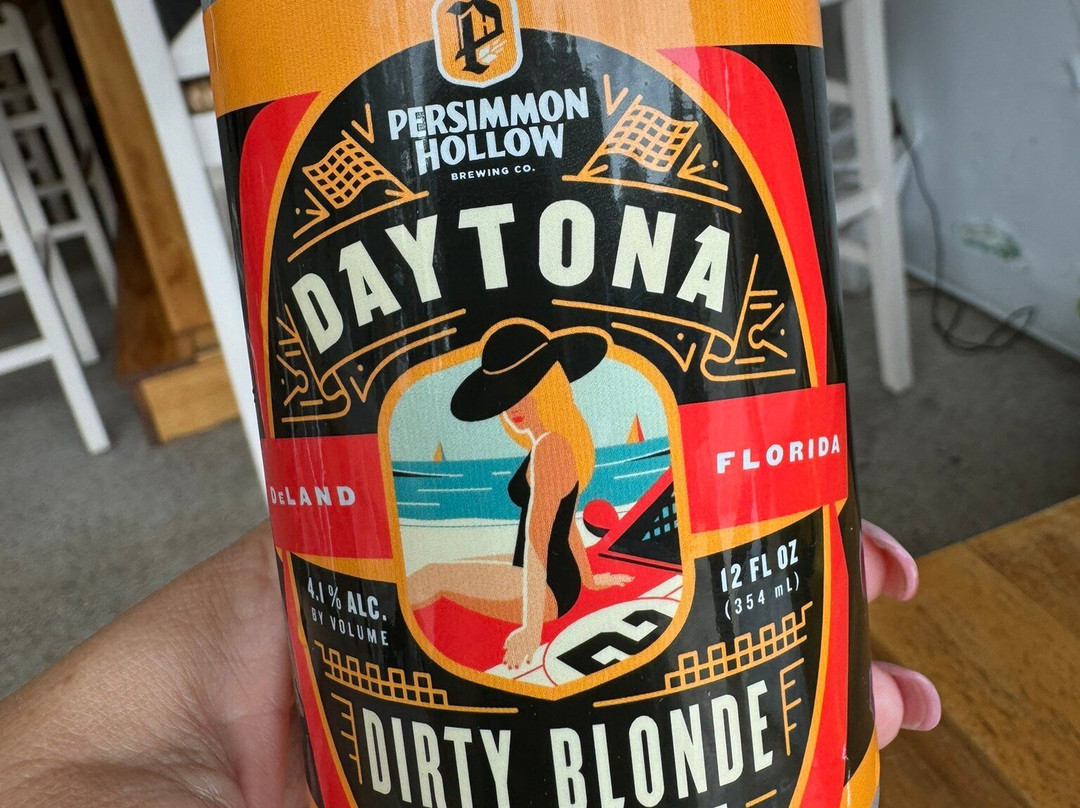 PERSIMMON
HOLLOW
BREWING CO.
DAYTONA
DeLAND
FLORIDA
4.1% ALC.
BY VOLUME
12 FL OZ
(354 mL)
DIRTY BLONDE